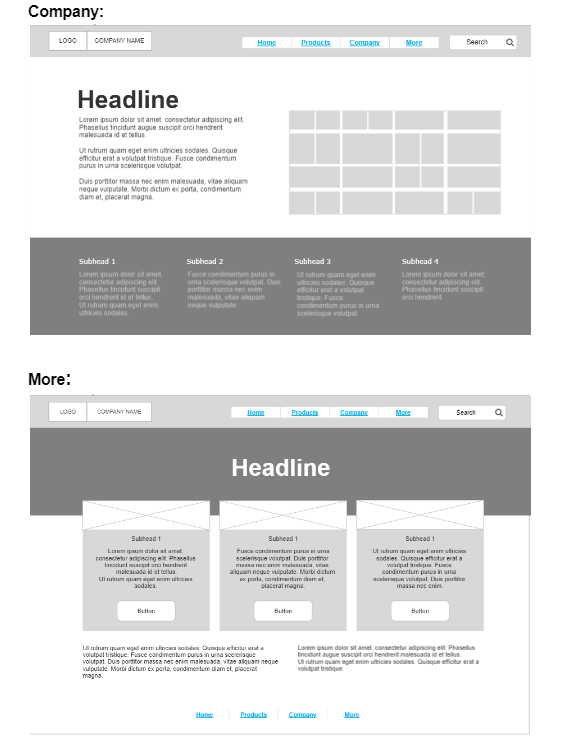 Company:
LOGO COMPANY NAME Home Products Company More Search
Headline
Lorem ipsum dolor sit amet, consectetur adipiscing elit.
Phasellus tincidunt augue suscipit orci hendrerit
malesuada id et tellus.
Ut rutrum quam eget enim ultricies sodales. Quisque
efficitur erat a volutpat tristique. Fusce condimentum
purus in urna scelerisque volutpat.
Duis porttitor massa nec enim malesuada, vitae aliquam
neque vulputate. Morbi dictum ex porta, condimentum
diam et, placerat magna.
Subhead 1
Lorem ipsum dolor sit amet,
consectetur adipiscing elit.
Phasellus tincidunt suscipit
orci hendrerit id et tellus.
Ut rutrum quam eget enim
ultricies sodales
Subhead 2
Fusce condimentum purus in
urna scelerisque volutpat. Duis
porttitor massa nec enim
malesuada, vitae aliquam
neque vulputate.
Subhead 3
Ut rutrum quam eget enim
ultricies sodales. Quisque
efficitur erat a volutpat
tristique. Fusce
condimentum purus in urna
scelerisque volutpat.
Subhead 4
Lorem ipsum dolor sit amet,
consectetur adipiscing elit.
Phasellus tincidunt suscipit
orci hendrerit.
More:
LOGO COMPANY NAME Home Products Company More Search
Headline
Subhead 1
Lorem ipsum dolor sit amet,
consectetur adipiscing elit. Phasellus
tincidunt suscipit orci hendrerit
malesuada id et tellus.
Ut rutrum quam eget enim ultricies
sodales.
Button
Subhead 1
Fusce condimentum purus in urna
scelerisque volutpat. Duis porttitor
massa nec enim malesuada, vitae
aliquam neque vulputate. Morbi dictum
ex porta, condimentum diam et,
placerat magna.
Button
Subhead 1
Ut rutrum quam eget enim ultricies
sodales. Quisque efficitur erat a
volutpat tristique. Fusce
condimentum purus in urna
scelerisque volutpat. Duis porttitor
massa nec enim.
Button
Ut rutrum quam eget enim ultricies sodales. Quisque efficitur erat a
volutpat tristique. Fusce condimentum purus in urna scelerisque
volutpat. Duis porttitor massa nec enim malesuada, vitae aliquam neque
vulputate. Morbi dictum ex porta, condimentum diam et, placerat
magna.
Lorem ipsum dolor sit amet, consectetur adipiscing elit. Phasellus
tincidunt augue suscipit orci hendrerit malesuada id et tellus.
Ut rutrum quam eget enim ultricies sodales. Quisque efficitur erat a
volutpat tristique.
Home Products Company More